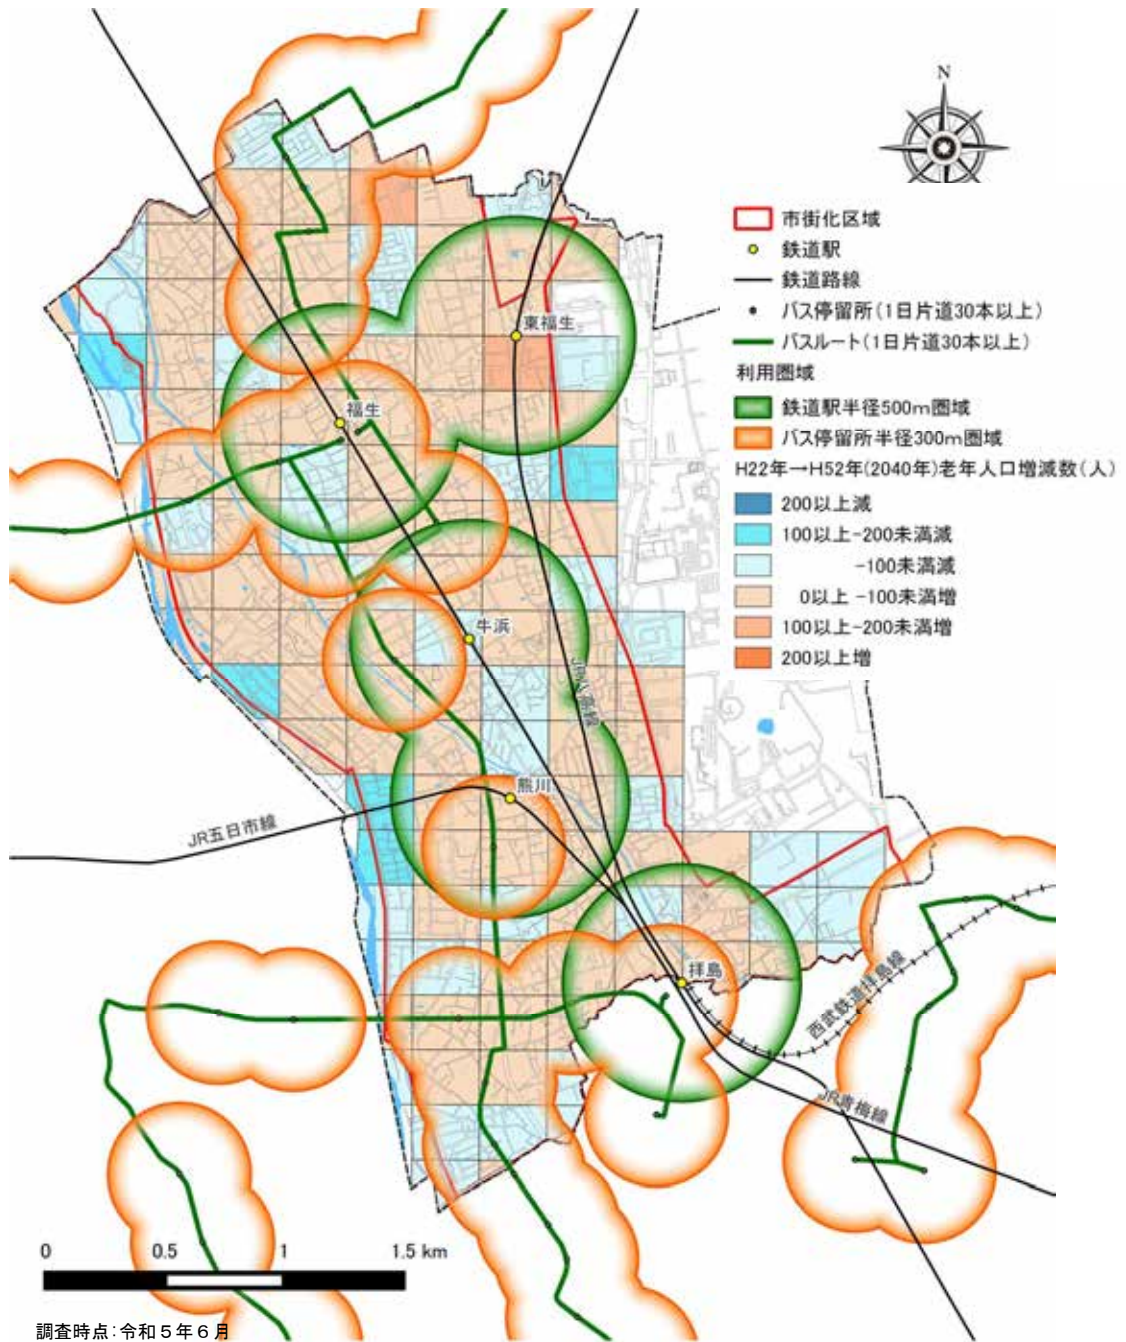 N
市街化区域
鉄道駅
鉄道路線
バス停留所(1日片道30本以上)
バスルート(1日片道30本以上)
利用圏域
鉄道駅半径500m圏域
バス停留所半径300m圏域
H22年→H52年(2040年)老年人口増減数(人)
200以上減
100以上-200未満減
-100未満減
0以上 -100未満増
100以上-200未満増
200以上増
東福生
福生
牛浜
JR八高線
熊川
JR五日市線
拝島
西武鉄道拝島線
JR青梅線
0 0.5 1 1.5 km
調査時点:令和5年6月